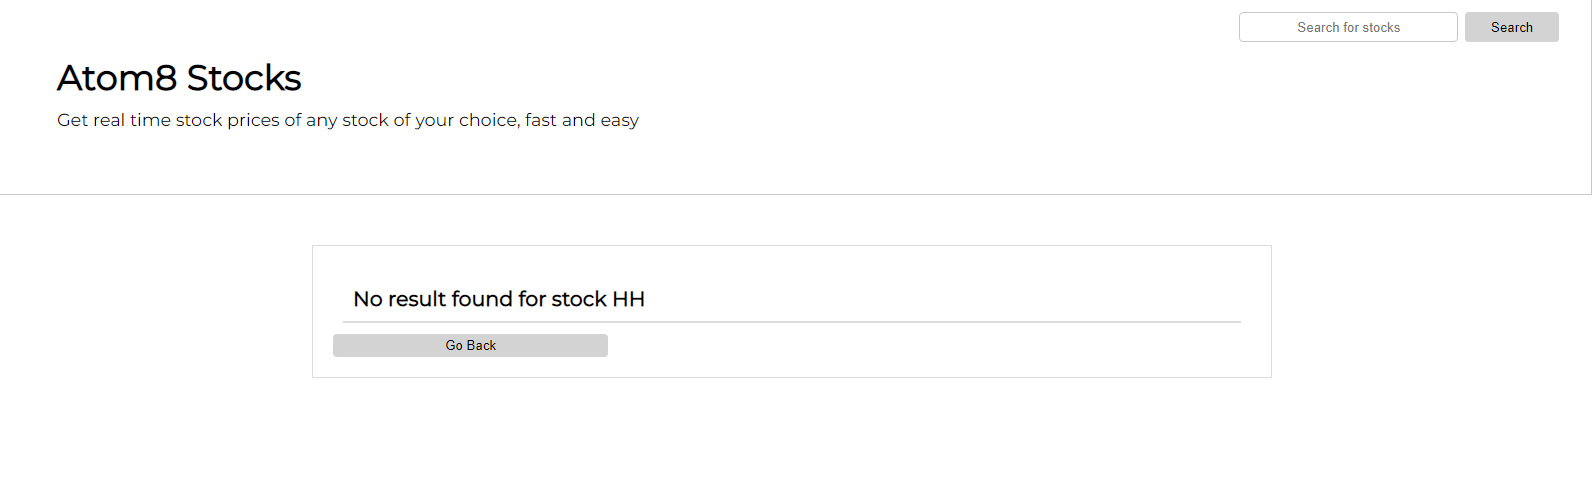 Search for stocks
Search
Atom8 Stocks
Get real time stock prices of any stock of your choice, fast and easy
No result found for stock HH
Go Back